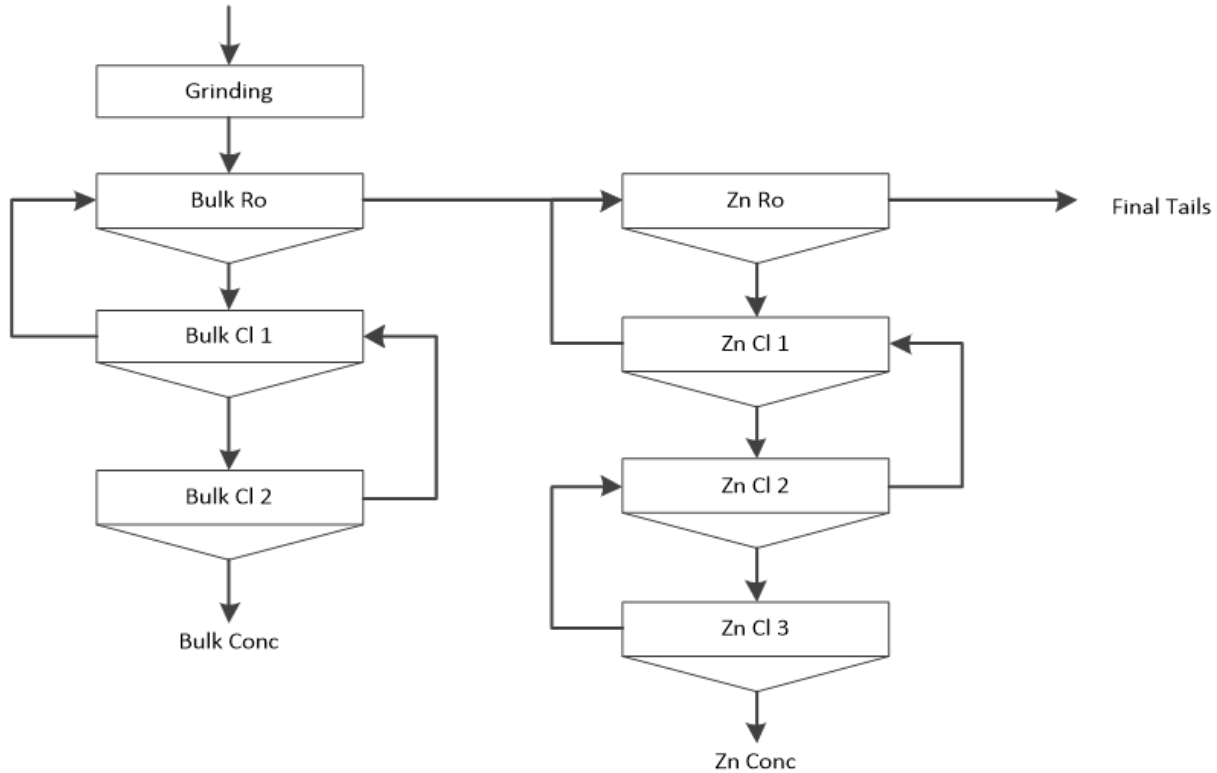 Grinding
Bulk Ro
Zn Ro
Final Tails
Bulk Cl 1
Zn Cl 1
Bulk Cl 2
Zn Cl 2
Zn Cl 3
Bulk Conc
Zn Conc